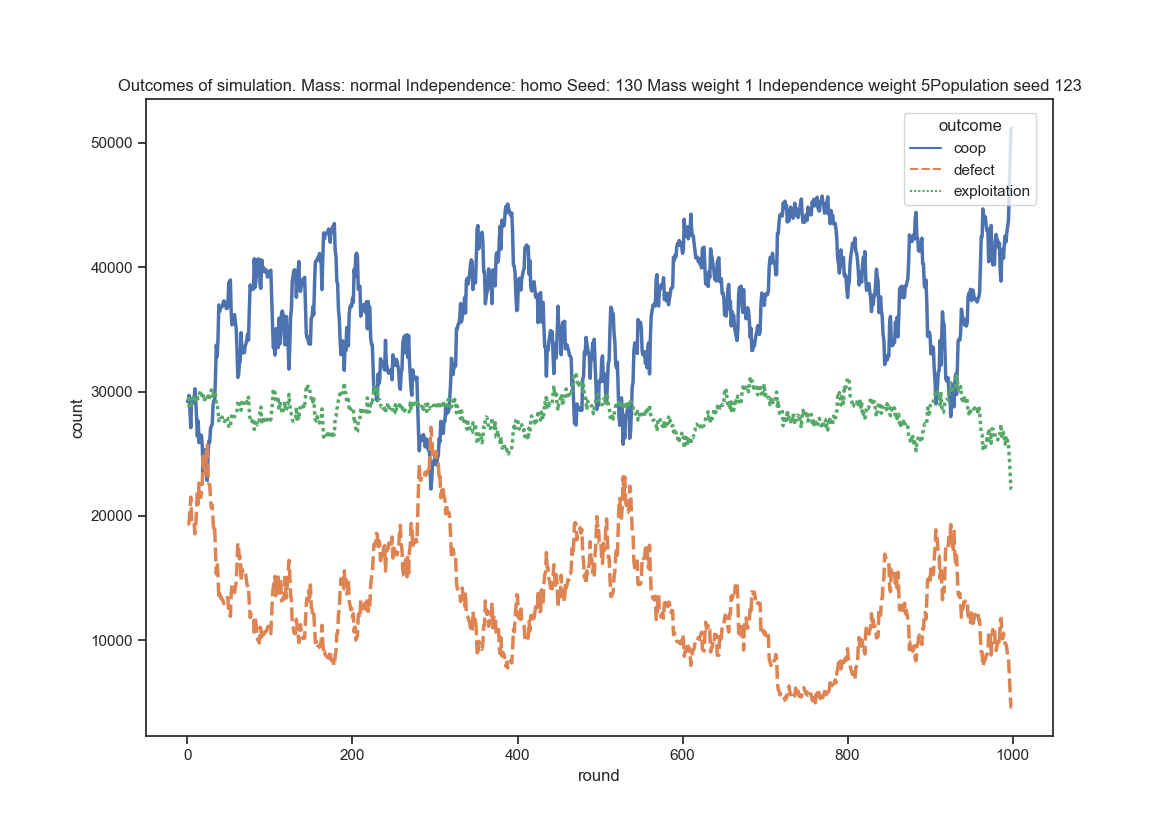 Outcomes of simulation. Mass: normal Independence: homo Seed: 130 Mass weight 1 Independence weight 5Population seed 123
outcome
coop
defect
exploitation
50000
40000
30000
20000
10000
count
0
200
400
600
800
1000
round